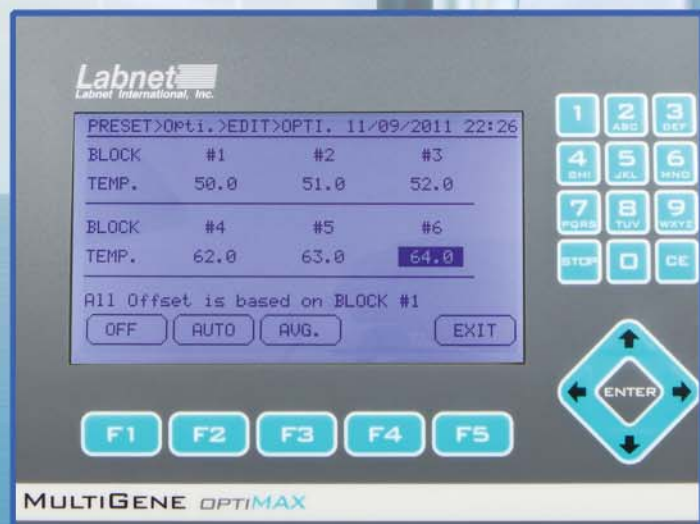 Labnet
Labnet International, Inc.
PRESET>Opti.>EDIT>OPTI. 11/09/2011 22:26
BLOCK #1 #2 #3
TEMP. 50.0 51.0 52.0
BLOCK #4 #5 #6
TEMP. 62.0 63.0 64.0
All Offset is based on BLOCK #1
OFF AUTO AVG. EXIT
1 2 3
ABC DEF
4 5 6
GHI JKL MNO
7 8 9
PQRS TUV WXYZ
STOP 0 CE
ENTER
F1 F2 F3 F4 F5
MULTIGENE OPTIMAX